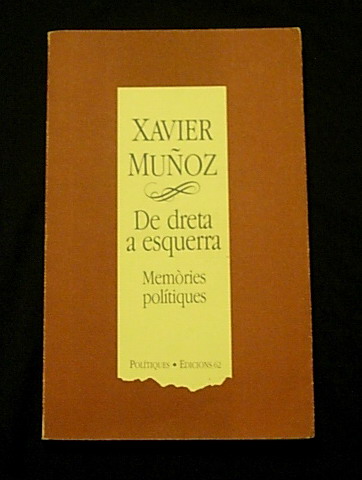 XAVIER
MUÑOZ
De dreta
a esquerra
Memòries
polítiques
POLÍTIQUES • EDICIONS 62